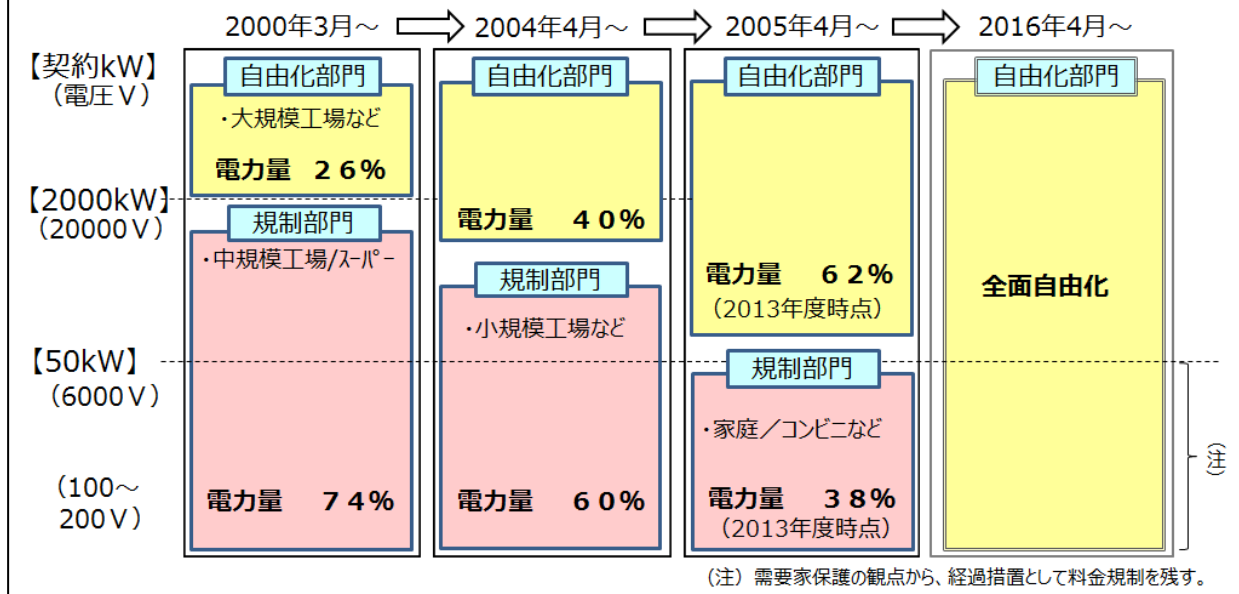 2000年3月～ 2004年4月～ 2005年4月～ 2016年4月～
【契約kW】
（電圧Ｖ）
自由化部門 自由化部門 自由化部門 自由化部門
・大規模工場など
電力量 ２６%
【2000kW】
（20000Ｖ）
電力量 ４０%
規制部門
・中規模工場/ｽｰﾊﾟｰ
規制部門
・小規模工場など
電力量 ６２%
（2013年度時点）
全面自由化
【50kW】
（6000Ｖ）
規制部門
・家庭／コンビニなど
（注）
（100～
200Ｖ）
電力量 ７４%
電力量 ６０%
電力量 ３８%
（2013年度時点）
（注）需要家保護の観点から、経過措置として料金規制を残す。